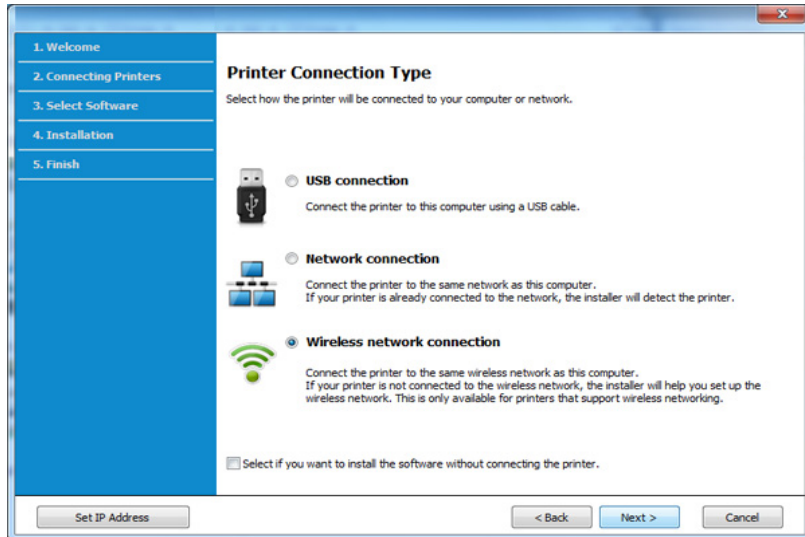 1. Welcome
2. Connecting Printers
3. Select Software
4. Installation
5. Finish
Printer Connection Type
Select how the printer will be connected to your computer or network.
USB connection
Connect the printer to this computer using a USB cable.
Network connection
Connect the printer to the same network as this computer.
If your printer is already connected to the network, the installer will detect the printer.
Wireless network connection
Connect the printer to the same wireless network as this computer.
If your printer is not connected to the wireless network, the installer will help you set up the
wireless network. This is only available for printers that support wireless networking.
Select if you want to install the software without connecting the printer.
Set IP Address
< Back
Next >
Cancel